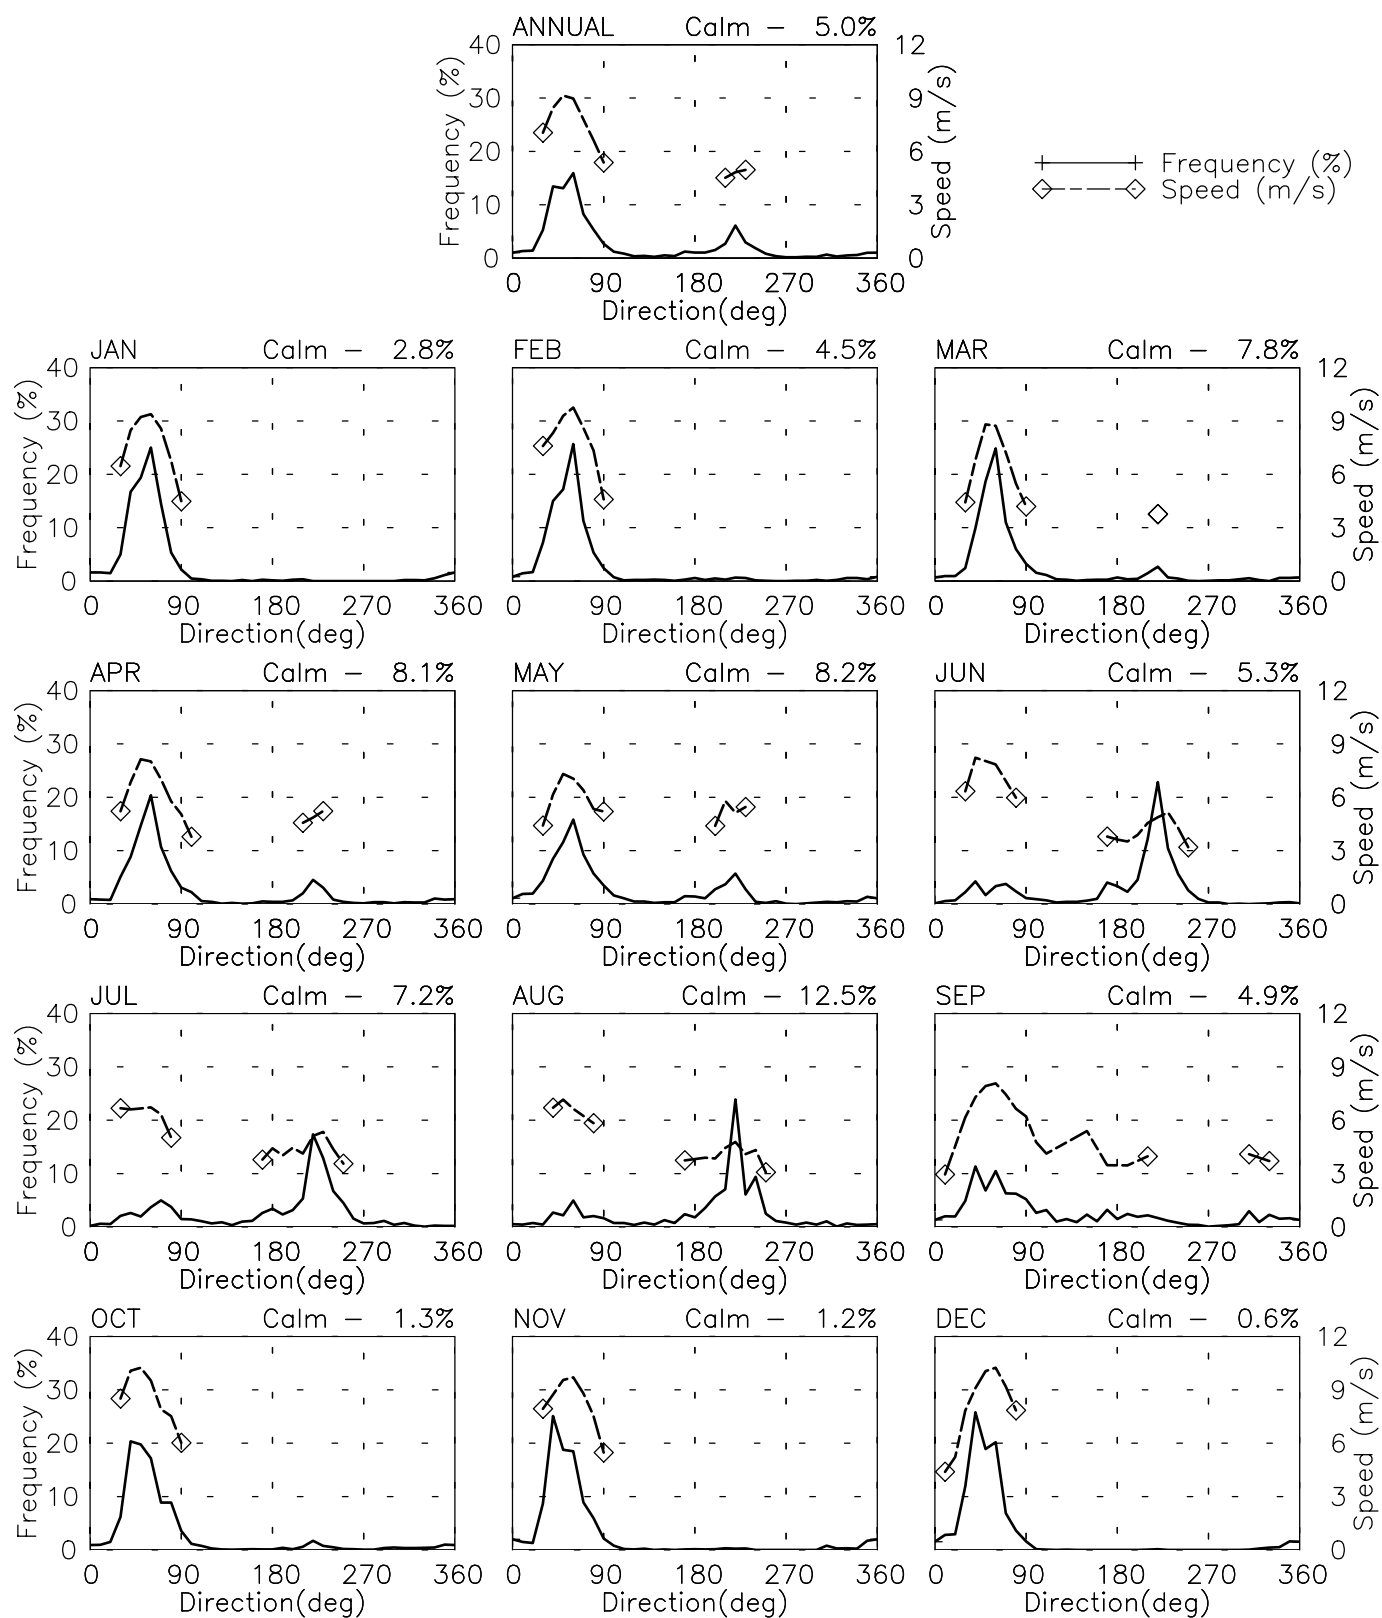 ANNUAL Calm – 5.0%
40 12
30 9
20 6
10 3
0 0
0 90 180 270 360
Direction(deg)
Frequency (%)
Speed (m/s)
Frequency (%)
Speed (m/s)
JAN Calm – 2.8% FEB Calm – 4.5% MAR Calm – 7.8%
40 12
30 9
20 6
10 3
0 0
0 90 180 270 360 0 90 180 270 360 0 90 180 270 360
Direction(deg) Direction(deg) Direction(deg)
Frequency (%)
Speed (m/s)
APR Calm – 8.1% MAY Calm – 8.2% JUN Calm – 5.3%
40 12
30 9
20 6
10 3
0 0
0 90 180 270 360 0 90 180 270 360 0 90 180 270 360
Direction(deg) Direction(deg) Direction(deg)
Frequency (%)
Speed (m/s)
JUL Calm – 7.2% AUG Calm – 12.5% SEP Calm – 4.9%
40 12
30 9
20 6
10 3
0 0
0 90 180 270 360 0 90 180 270 360 0 90 180 270 360
Direction(deg) Direction(deg) Direction(deg)
Frequency (%)
Speed (m/s)
OCT Calm – 1.3% NOV Calm – 1.2% DEC Calm – 0.6%
40 12
30 9
20 6
10 3
0 0
0 90 180 270 360 0 90 180 270 360 0 90 180 270 360
Direction(deg) Direction(deg) Direction(deg)
Frequency (%)
Speed (m/s)